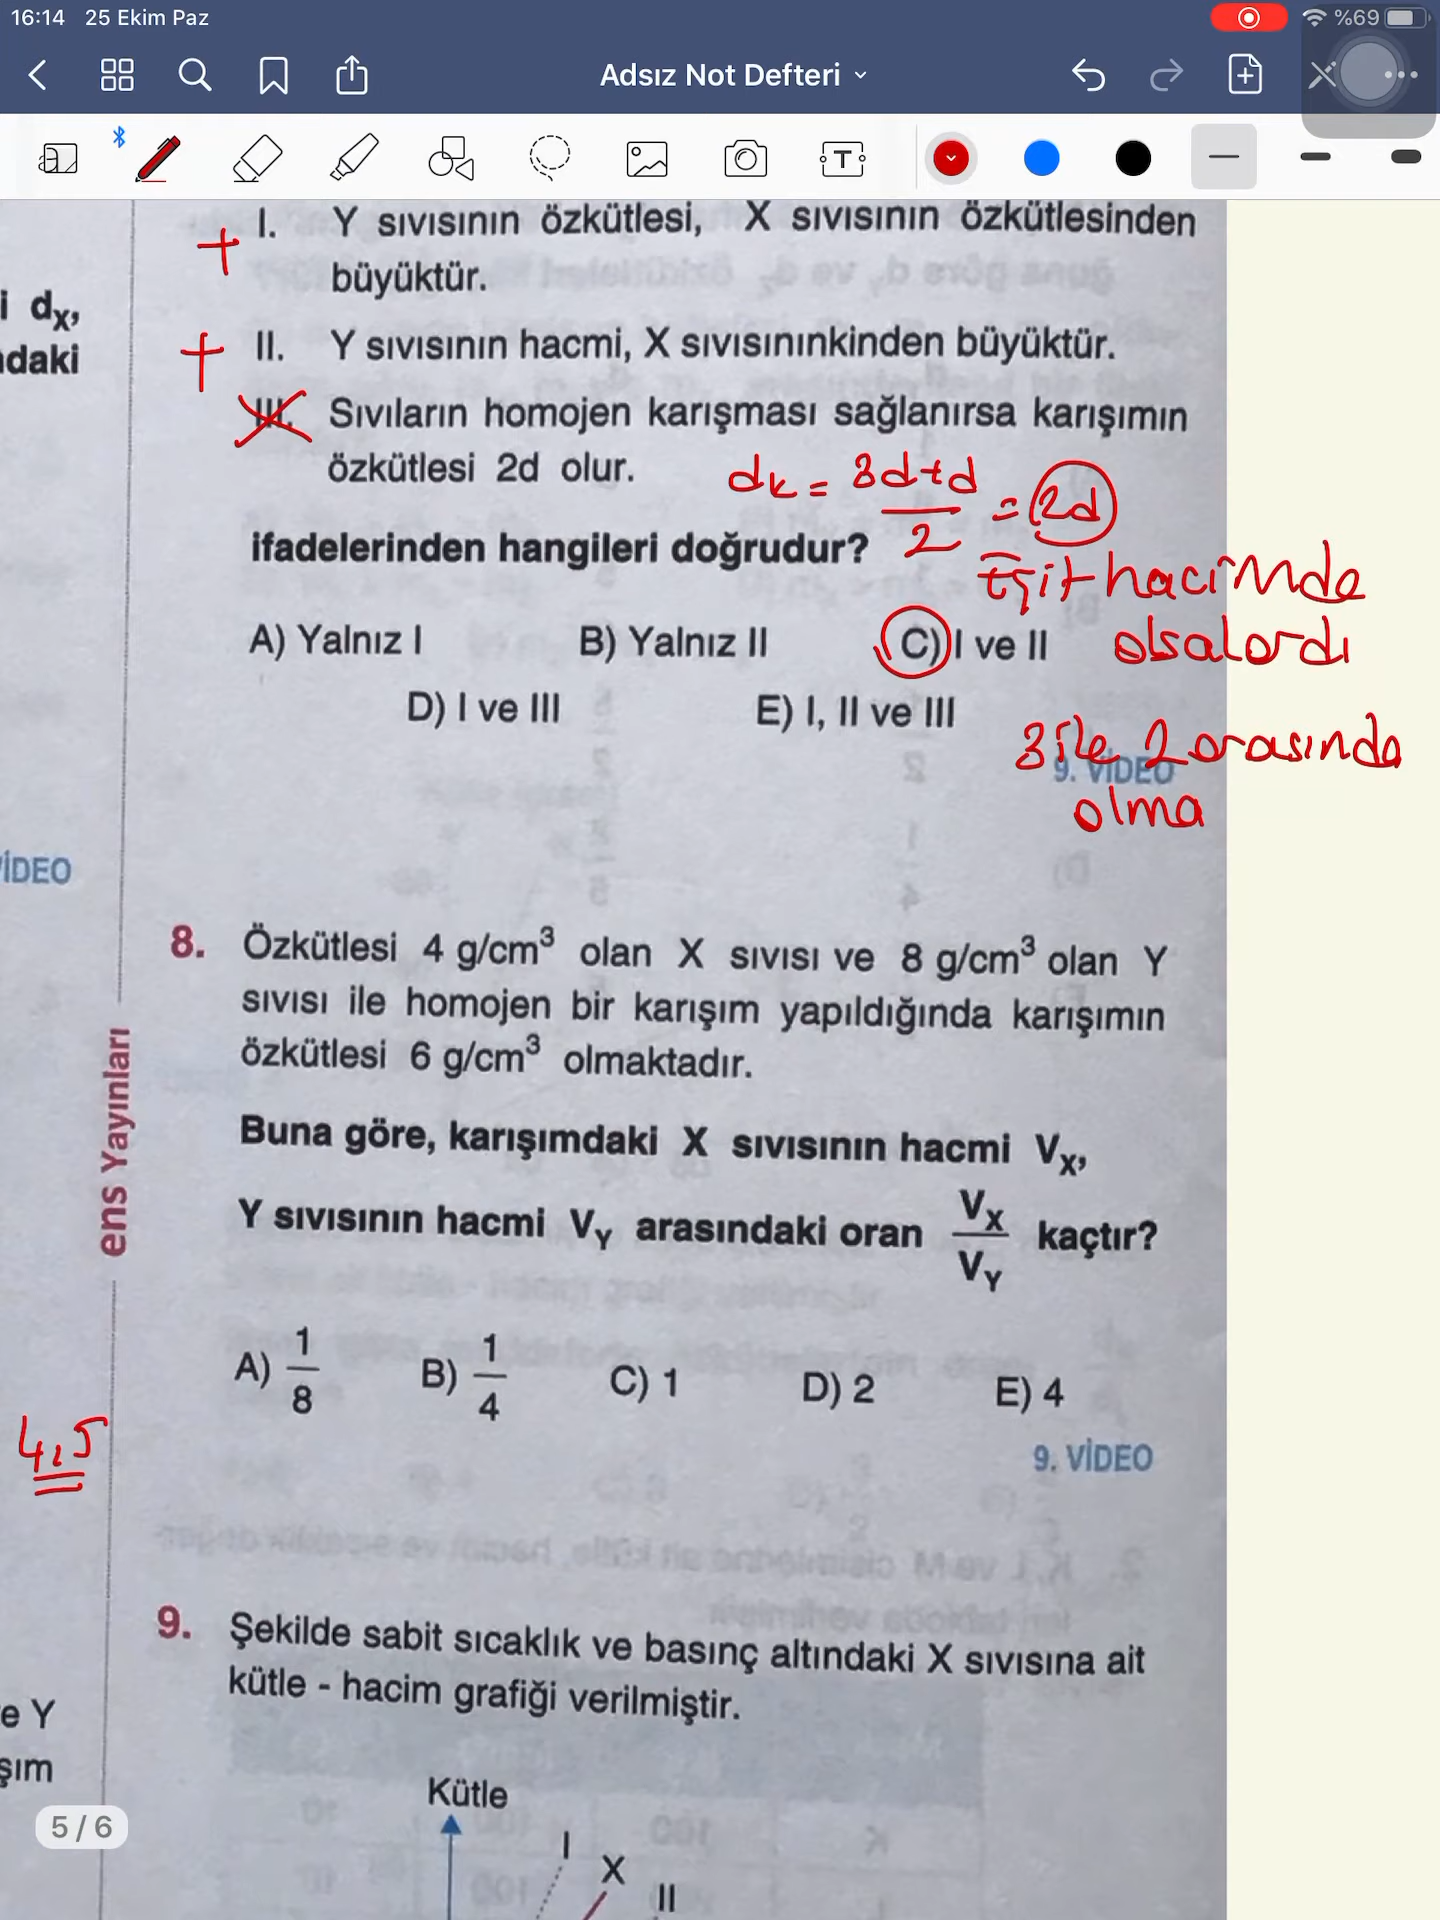 16:14 25 Ekim Paz
%69
Adsız Not Defteri
T
I. Y sıvısının özkütlesi, X sıvısının özkütlesinden
büyüktür.
i dx,
ndaki
II. Y sıvısının hacmi, X sıvısınınkinden büyüktür.
III. Sıvıların homojen karışması sağlanırsa karışımın
özkütlesi 2d olur.
dk = 3d+d / 2 = 2d
ifadelerinden hangileri doğrudur?
Eşit hacimde
olsalardı
A) Yalnız I B) Yalnız II C) I ve II
D) I ve III E) I, II ve III
3 ile 2 arasında
olma
9. VİDEO
VİDEO
8. Özkütlesi 4 g/cm³ olan X sıvısı ve 8 g/cm³ olan Y
sıvısı ile homojen bir karışım yapıldığında karışımın
özkütlesi 6 g/cm³ olmaktadır.
Buna göre, karışımdaki X sıvısının hacmi VX,
Y sıvısının hacmi VY arasındaki oran VX / VY kaçtır?
A) 1/8 B) 1/4 C) 1 D) 2 E) 4
9. VİDEO
ens Yayınları
4,5
9. Şekilde sabit sıcaklık ve basınç altındaki X sıvısına ait
kütle - hacim grafiği verilmiştir.
e Y
şım
Kütle
I
X
II
5 / 6